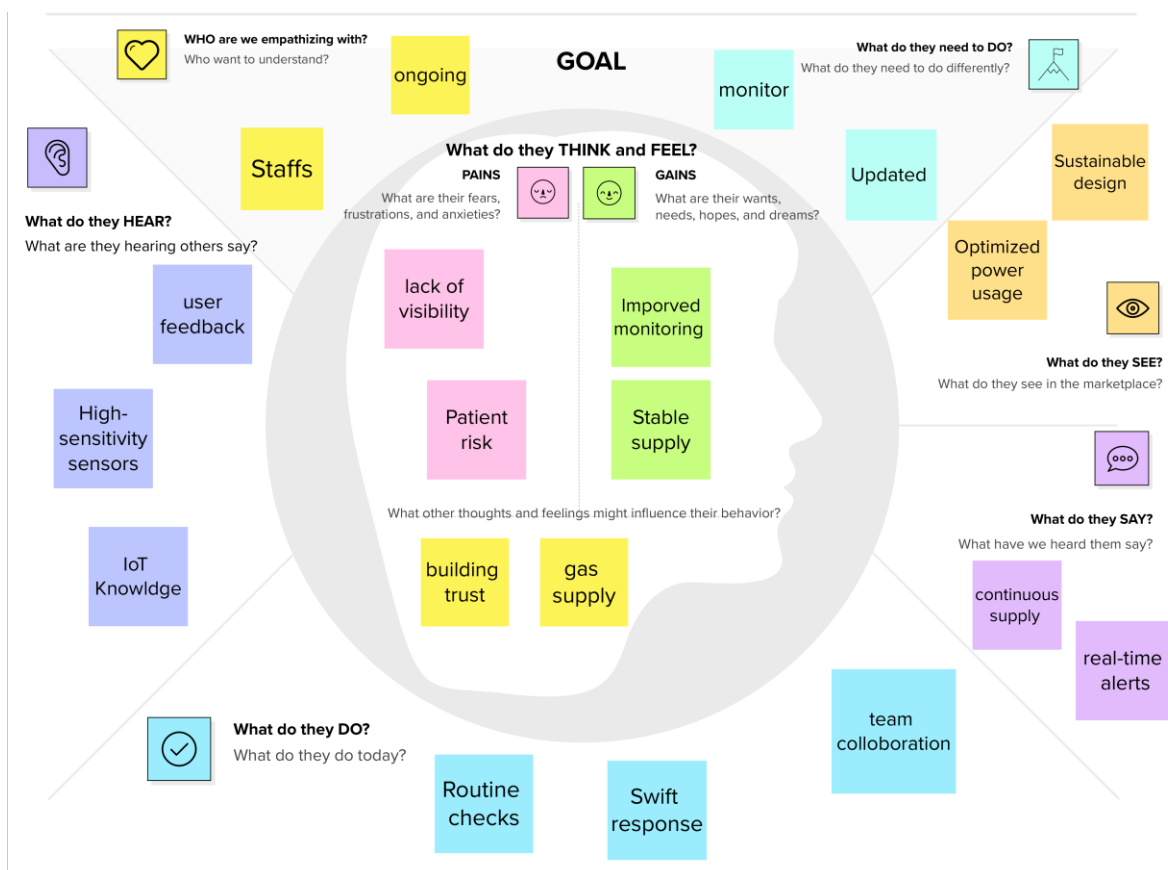 WHO are we empathizing with?
Who want to understand?
ongoing
Staffs
GOAL
What do they need to DO?
What do they need to do differently?
monitor
Updated
What do they HEAR?
What are they hearing others say?
user
feedback
High-
sensitivity
sensors
IoT
Knowldge
What do they THINK and FEEL?
PAINS
What are their fears,
frustrations, and anxieties?
GAINS
What are their wants,
needs, hopes, and dreams?
lack of
visibility
Patient
risk
Imporved
monitoring
Stable
supply
What other thoughts and feelings might influence their behavior?
building
trust
gas
supply
Sustainable
design
Optimized
power
usage
What do they SEE?
What do they see in the marketplace?
What do they SAY?
What have we heard them say?
continuous
supply
real-time
alerts
What do they DO?
What do they do today?
Routine
checks
Swift
response
team
colloboration